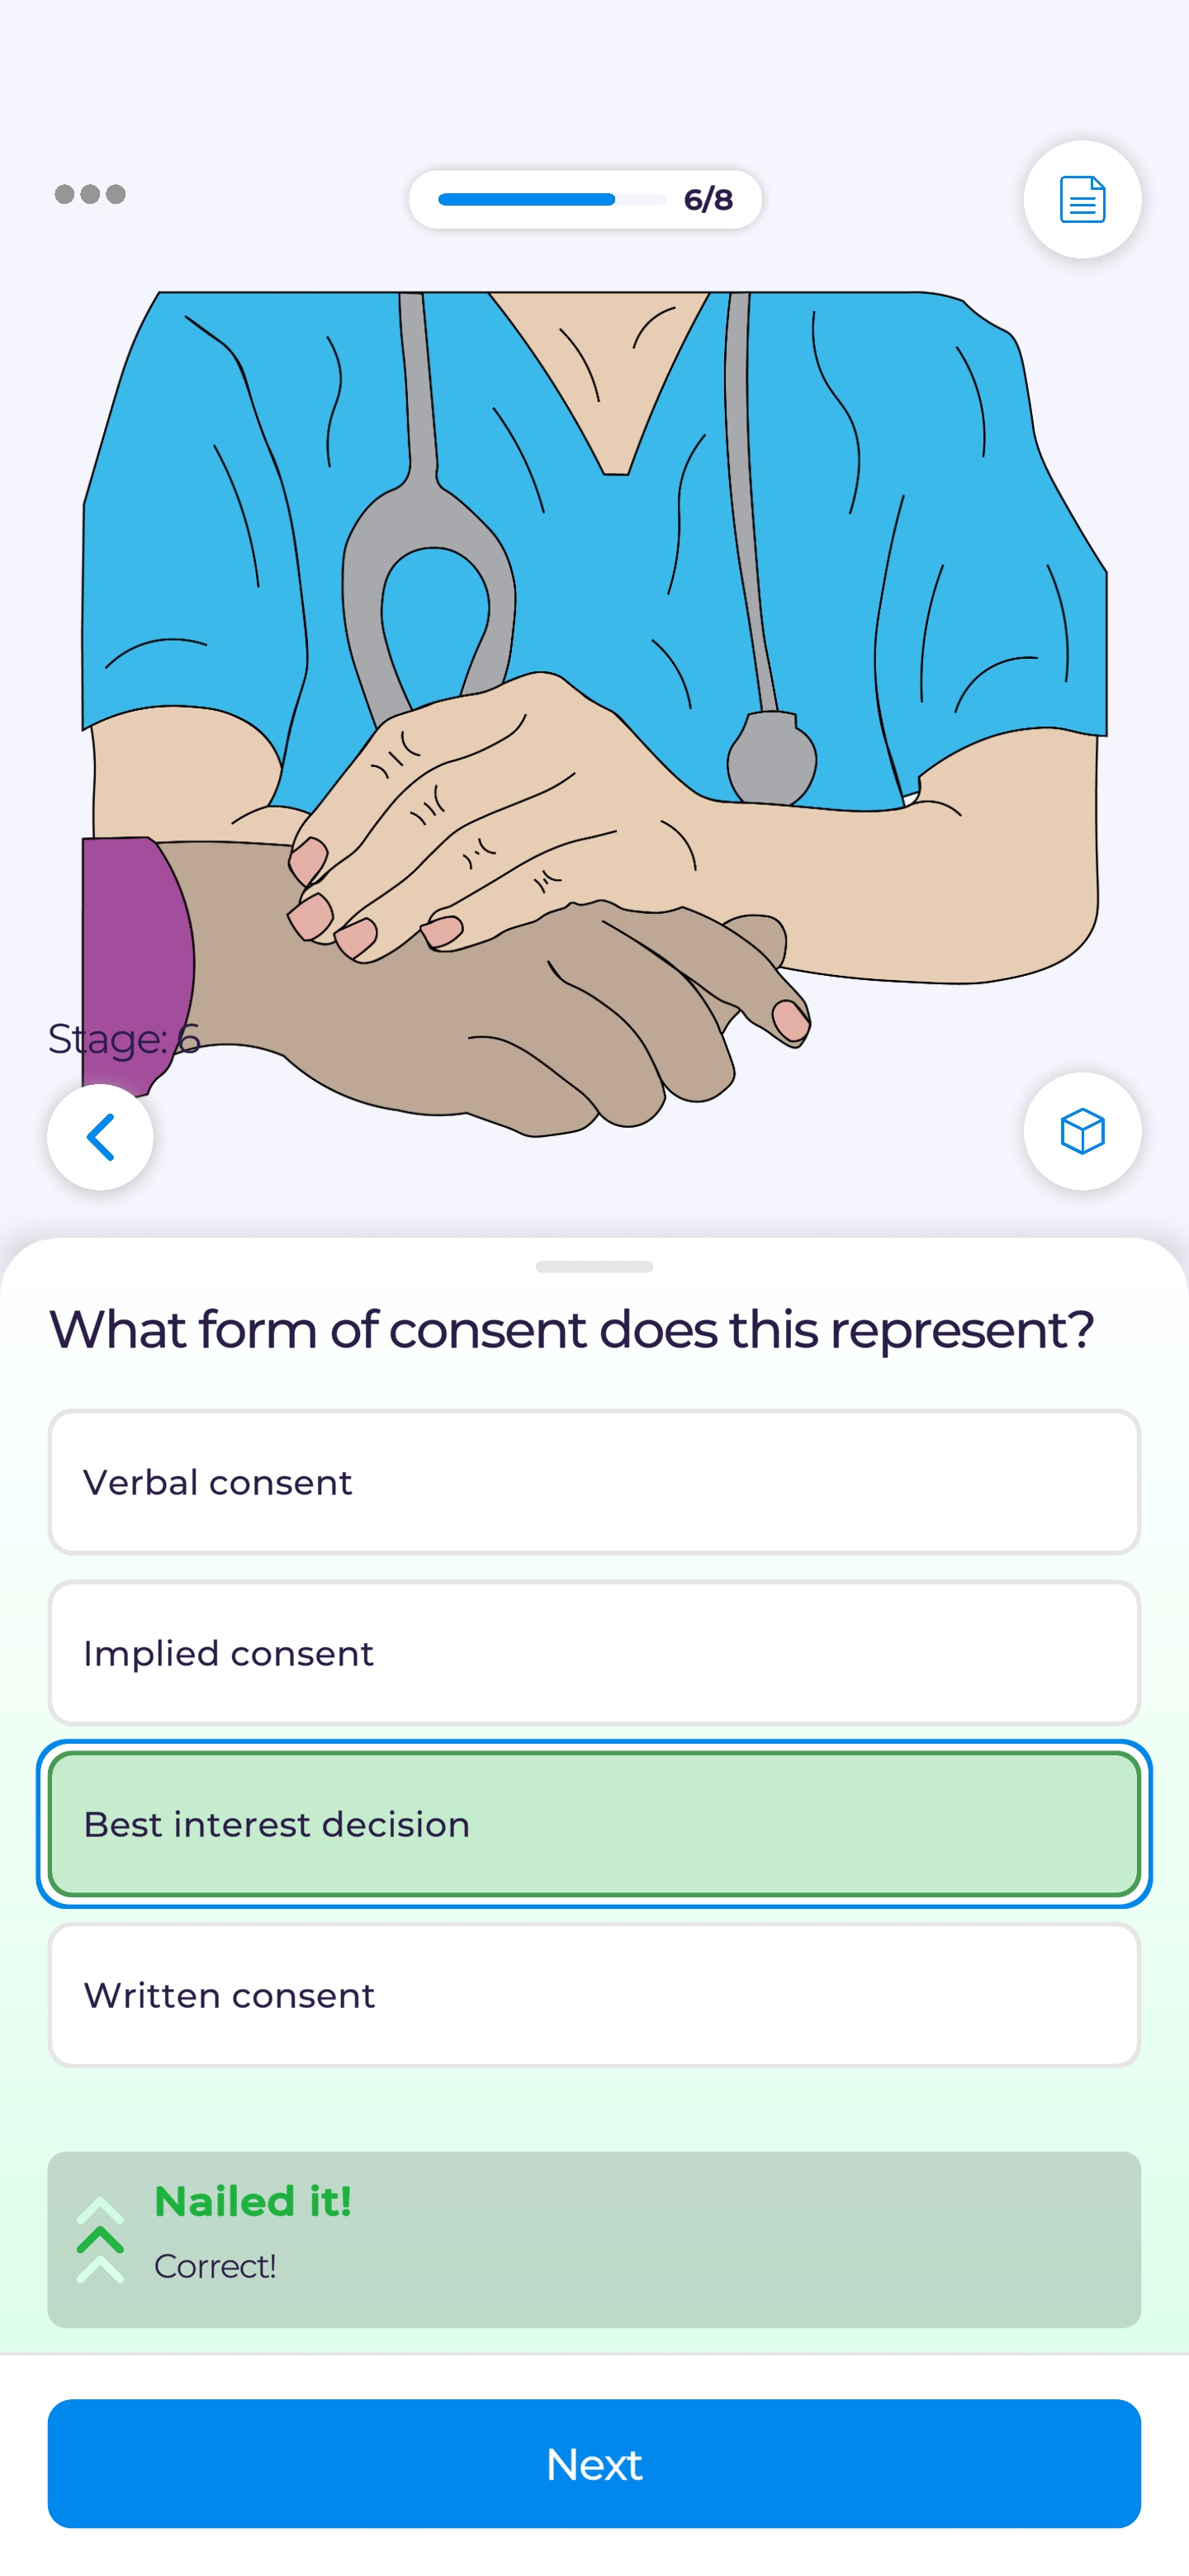 6/8
Stage: 6
What form of consent does this represent?
Verbal consent
Implied consent
Best interest decision
Written consent
Nailed it!
Correct!
Next